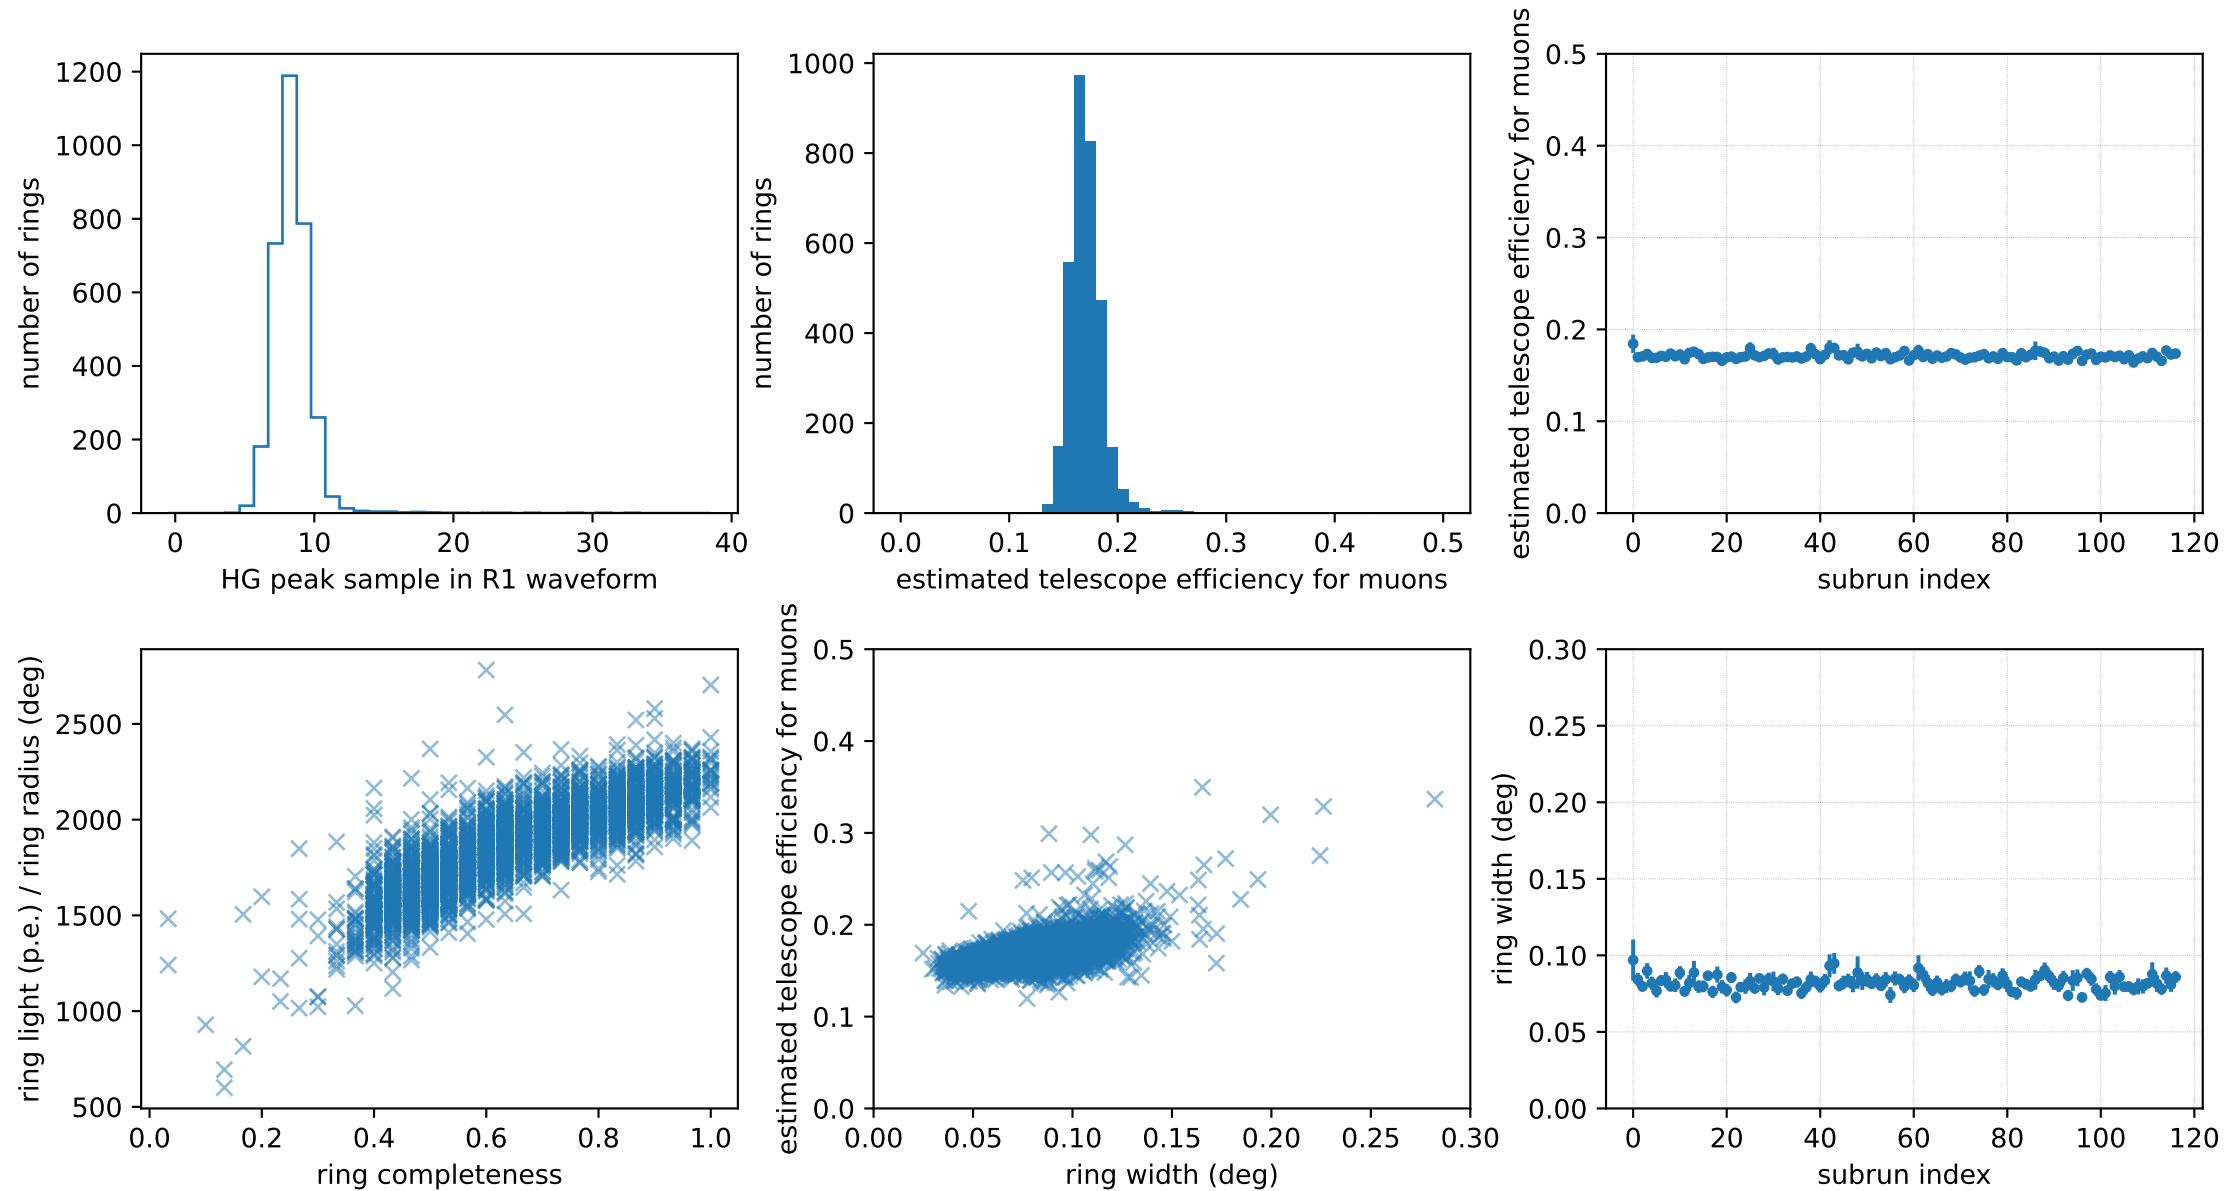 number of rings
1200
1000
800
600
400
200
0
0 10 20 30 40
HG peak sample in R1 waveform
number of rings
1000
800
600
400
200
0
0.0 0.1 0.2 0.3 0.4 0.5
estimated telescope efficiency for muons
estimated telescope efficiency for muons
0.5
0.4
0.3
0.2
0.1
0.0
0 20 40 60 80 100 120
subrun index
ring light (p.e.) / ring radius (deg)
2500
2000
1500
1000
500
0.0 0.2 0.4 0.6 0.8 1.0
ring completeness
estimated telescope efficiency for muons
0.5
0.4
0.3
0.2
0.1
0.0
0.00 0.05 0.10 0.15 0.20 0.25 0.30
ring width (deg)
ring width (deg)
0.30
0.25
0.20
0.15
0.10
0.05
0.00
0 20 40 60 80 100 120
subrun index